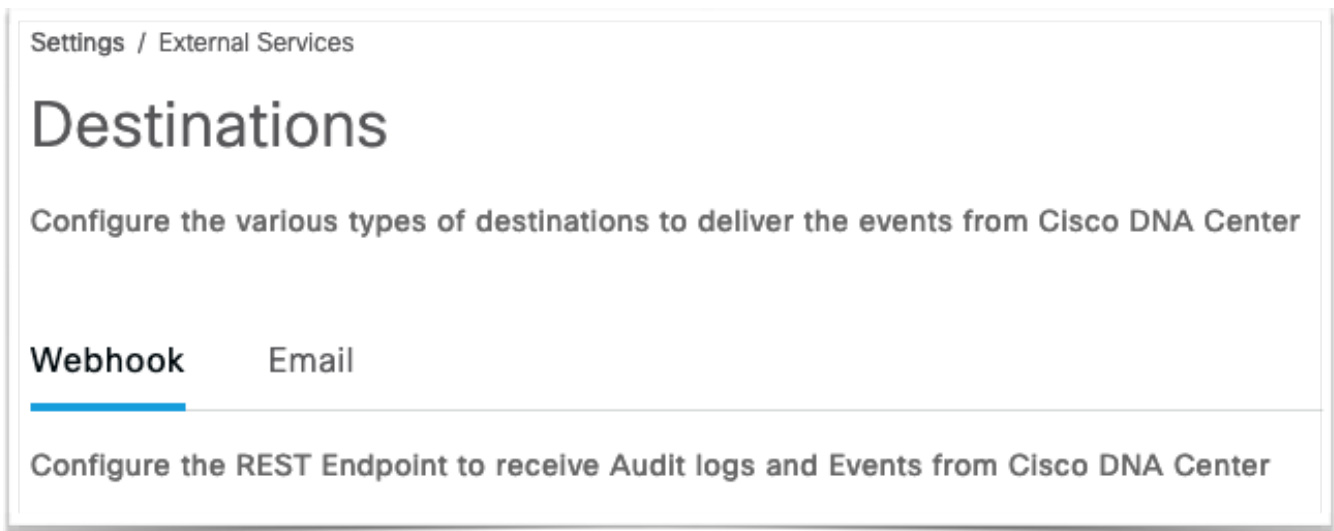 Settings / External Services
Destinations
Configure the various types of destinations to deliver the events from Cisco DNA Center
Webhook Email
Configure the REST Endpoint to receive Audit logs and Events from Cisco DNA Center